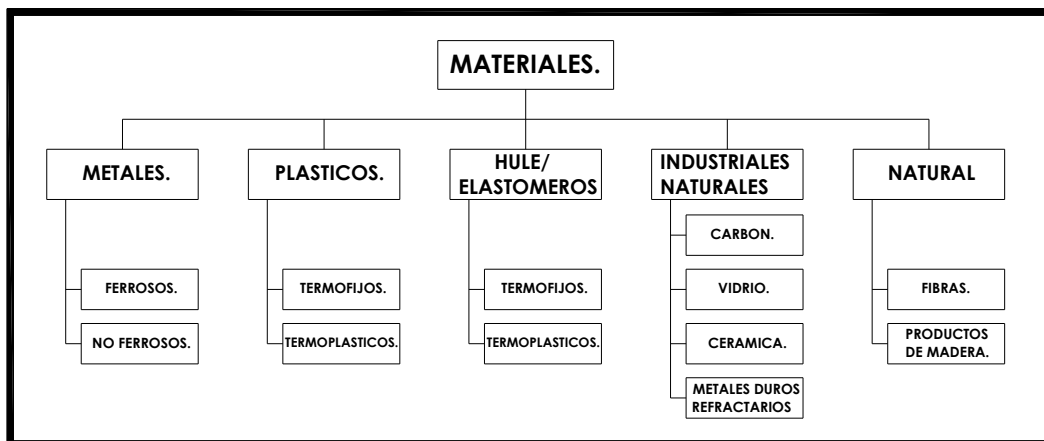 MATERIALES.
METALES.
FERROSOS.
NO FERROSOS.
PLASTICOS.
TERMOFIJOS.
TERMOPLASTICOS.
HULE/
ELASTOMEROS
TERMOFIJOS.
TERMOPLASTICOS.
INDUSTRIALES
NATURALES
CARBON.
VIDRIO.
CERAMICA.
METALES DUROS
REFRACTARIOS
NATURAL
FIBRAS.
PRODUCTOS
DE MADERA.